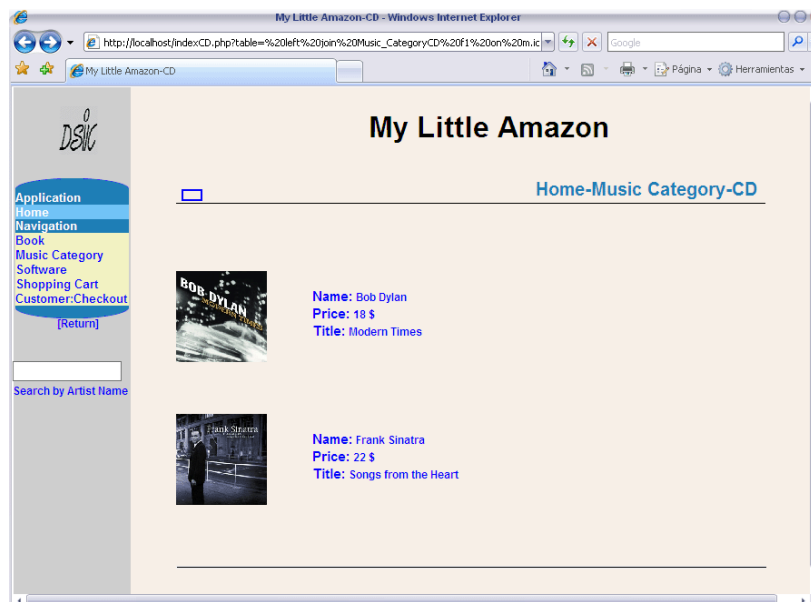 My Little Amazon-CD - Windows Internet Explorer
http://localhost/indexCD.php?table=%20left%20join%20Music_CategoryCD%20f1%20on%20m.ic
Google
My Little Amazon-CD
Página
Herramientas
DSIC
My Little Amazon
Home-Music Category-CD
Application
Home
Navigation
Book
Music Category
Software
Shopping Cart
Customer:Checkout
[Return]
Search by Artist Name
BOB DYLAN
MODERN TIMES
Name: Bob Dylan
Price: 18 $
Title: Modern Times
Frank Sinatra
Name: Frank Sinatra
Price: 22 $
Title: Songs from the Heart